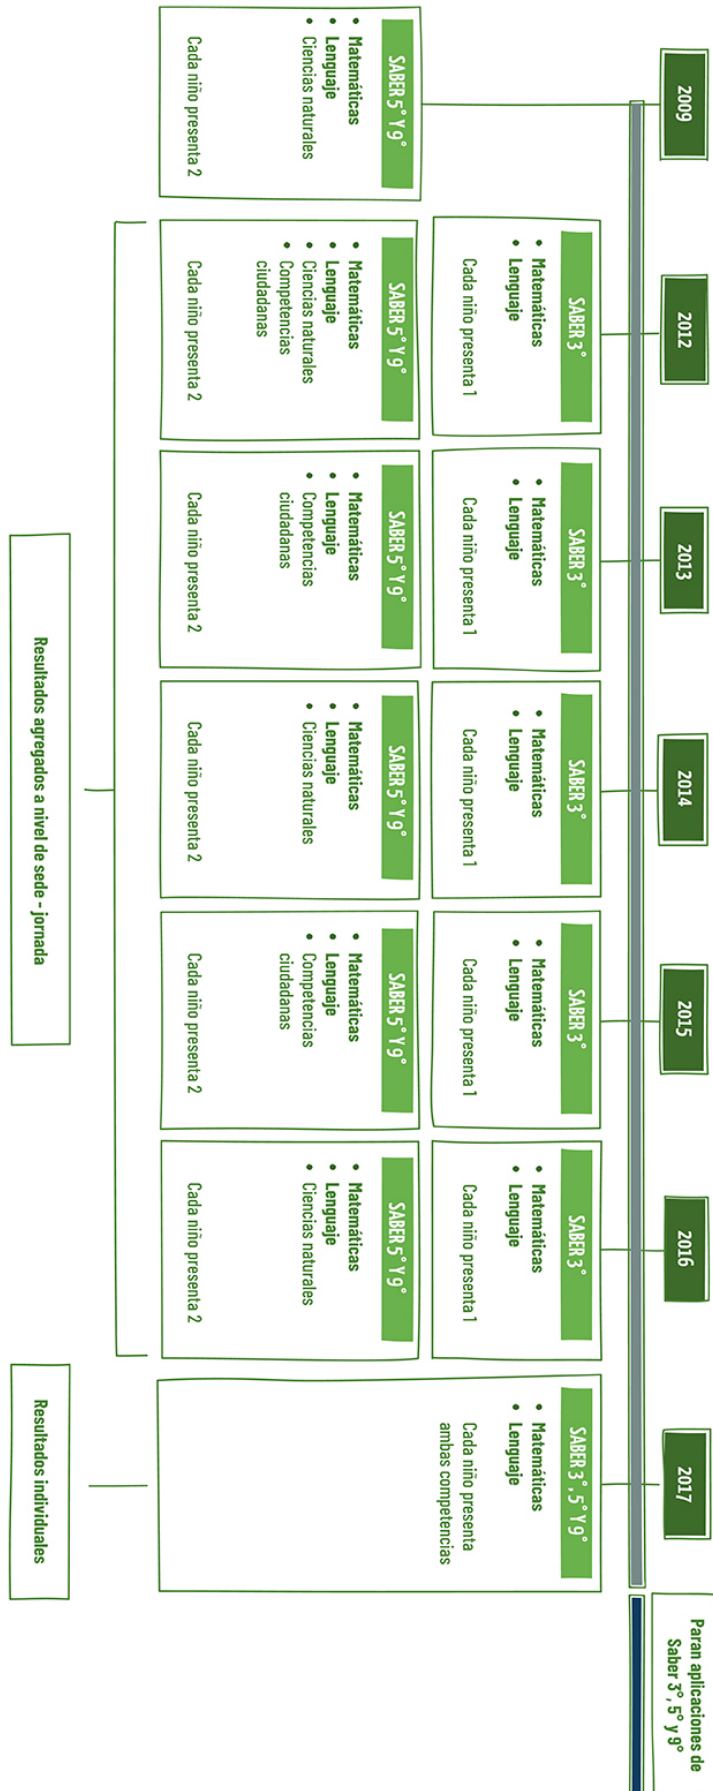 2009
SABER 5° Y 9°
• Matemáticas
• Lenguaje
• Ciencias naturales
Cada niño presenta 2
2012
SABER 3°
• Matemáticas
• Lenguaje
Cada niño presenta 1
SABER 5° Y 9°
• Matemáticas
• Lenguaje
• Ciencias naturales
• Competencias
ciudadanas
Cada niño presenta 2
2013
SABER 3°
• Matemáticas
• Lenguaje
Cada niño presenta 1
SABER 5° Y 9°
• Matemáticas
• Lenguaje
• Competencias
ciudadanas
Cada niño presenta 2
2014
SABER 3°
• Matemáticas
• Lenguaje
Cada niño presenta 1
SABER 5° Y 9°
• Matemáticas
• Lenguaje
• Ciencias naturales
Cada niño presenta 2
2015
SABER 3°
• Matemáticas
• Lenguaje
Cada niño presenta 1
SABER 5° Y 9°
• Matemáticas
• Lenguaje
• Competencias
ciudadanas
Cada niño presenta 2
2016
SABER 3°
• Matemáticas
• Lenguaje
Cada niño presenta 1
SABER 5° Y 9°
• Matemáticas
• Lenguaje
• Ciencias naturales
Cada niño presenta 2
2017
SABER 3°, 5° Y 9°
• Matemáticas
• Lenguaje
Cada niño presenta
ambas competencias
Paran aplicaciones de
Saber 3°, 5° y 9°
Resultados agregados a nivel de sede - jornada
Resultados individuales